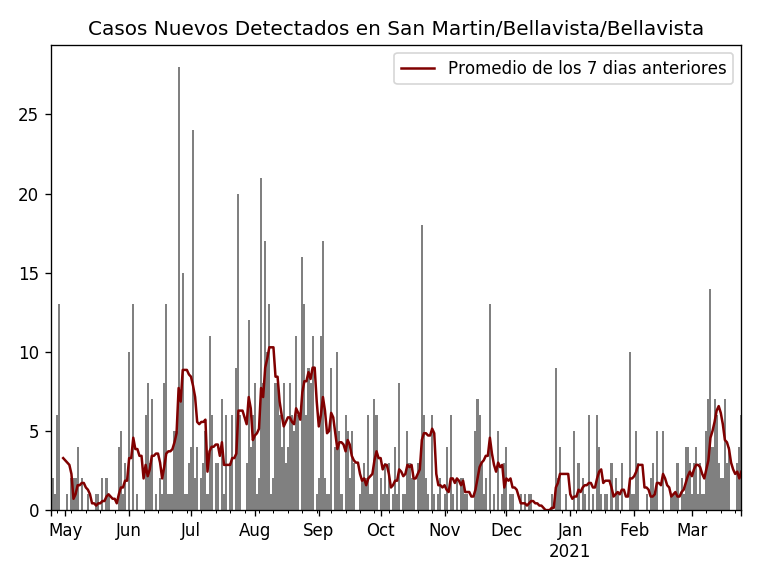 Casos Nuevos Detectados en San Martin/Bellavista/Bellavista
Promedio de los 7 dias anteriores
25
20
15
10
5
0
May Jun Jul Aug Sep Oct Nov Dec Jan Feb Mar
2021